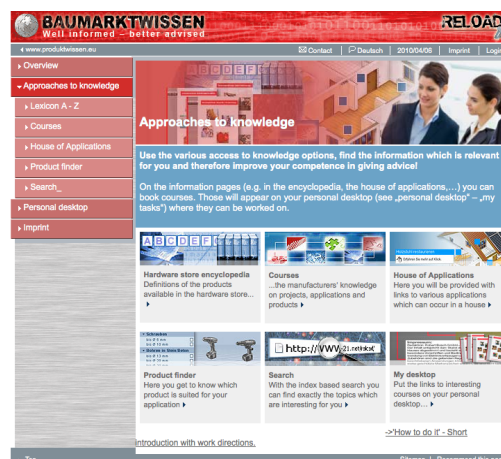 BAUMARKTWISSEN
Well informed – better advised
RELOAD
www.produktwissen.eu
Contact
Deutsch
2010/04/06
Imprint
Login
Overview
Approaches to knowledge
Lexicon A - Z
Courses
House of Applications
Product finder
Search_
Personal desktop
Imprint
Approaches to knowledge
Use the various access to knowledge options, find the information which is relevant
for you and therefore improve your competence in giving advice!
On the information pages (e.g. in the encyclopedia, the house of applications,...) you can
book courses. Those will appear on your personal desktop (see „personal desktop" – „my
tasks") where they can be worked on.
A B C D E F
Hardware store encyclopedia
Definitions of the products
available in the hardware store...
Courses
...the manufacturers' knowledge
on projects, applications and
products
House of Applications
Here you will be provided with
links to various applications
which can occur in a house
Schrauben
Product finder
Here you get to know which
product is suited for your
application
http://WWW
Search
With the index based search you
can find exactly the topics which
are interesting for you
My desktop
Put the links to interesting
courses on your personal
desktop...
->'How to do it' - Short
introduction with work directions.
Top
Sitemap